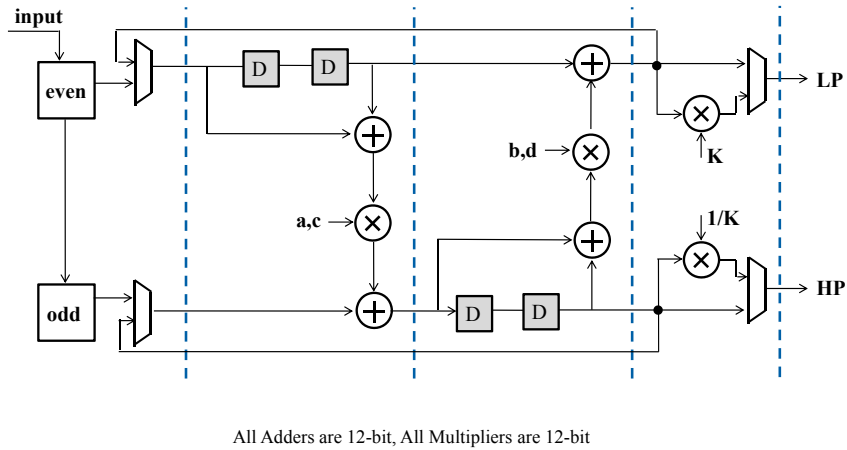 input
even
D
D
LP
b,d
K
a,c
1/K
odd
D
D
HP
All Adders are 12-bit, All Multipliers are 12-bit